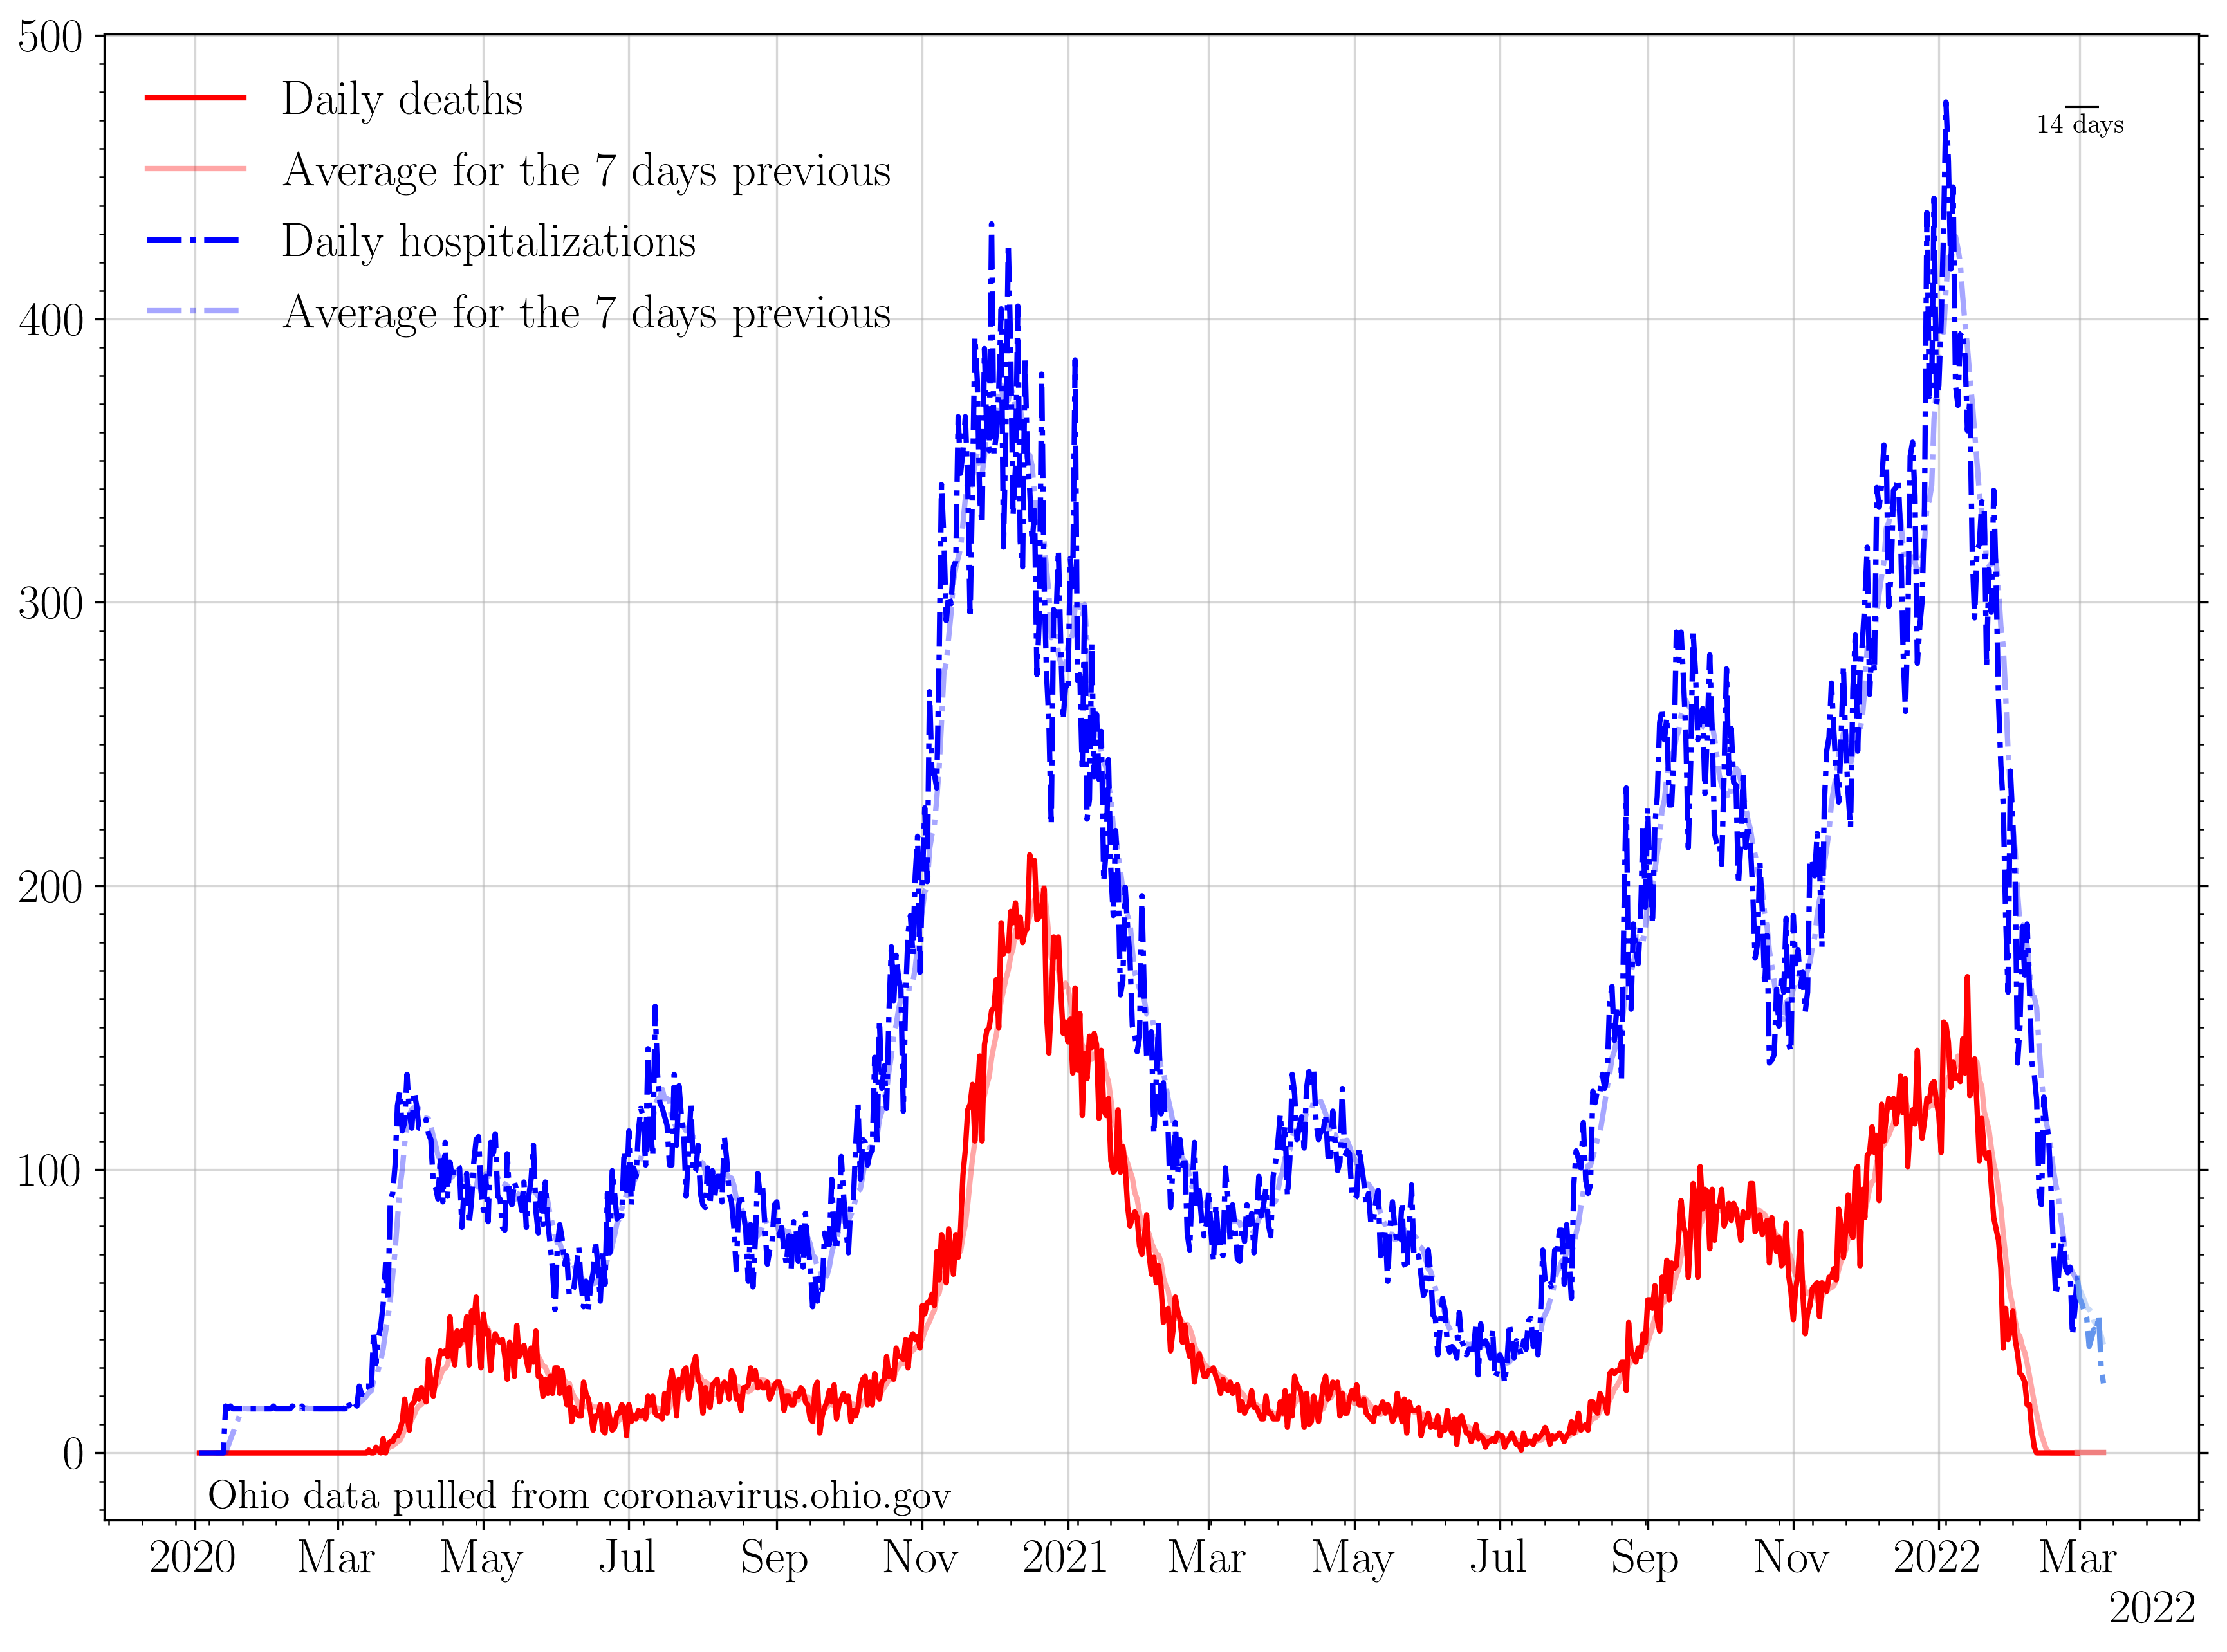 500
400
300
200
100
0
Daily deaths
Average for the 7 days previous
Daily hospitalizations
Average for the 7 days previous
14 days
Ohio data pulled from coronavirus.ohio.gov
2020 Mar May Jul Sep Nov 2021 Mar May Jul Sep Nov 2022 Mar
2022